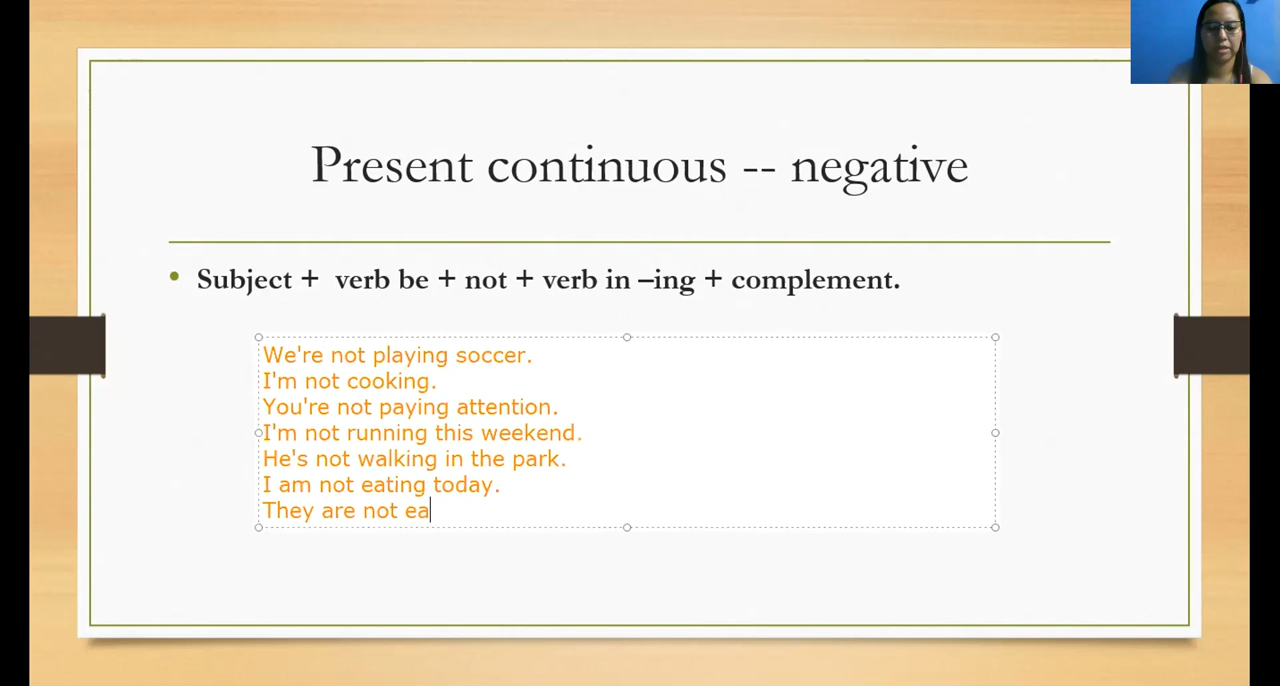 Present continuous -- negative
• Subject + verb be + not + verb in –ing + complement.
We're not playing soccer.
I'm not cooking.
You're not paying attention.
I'm not running this weekend.
He's not walking in the park.
I am not eating today.
They are not ea